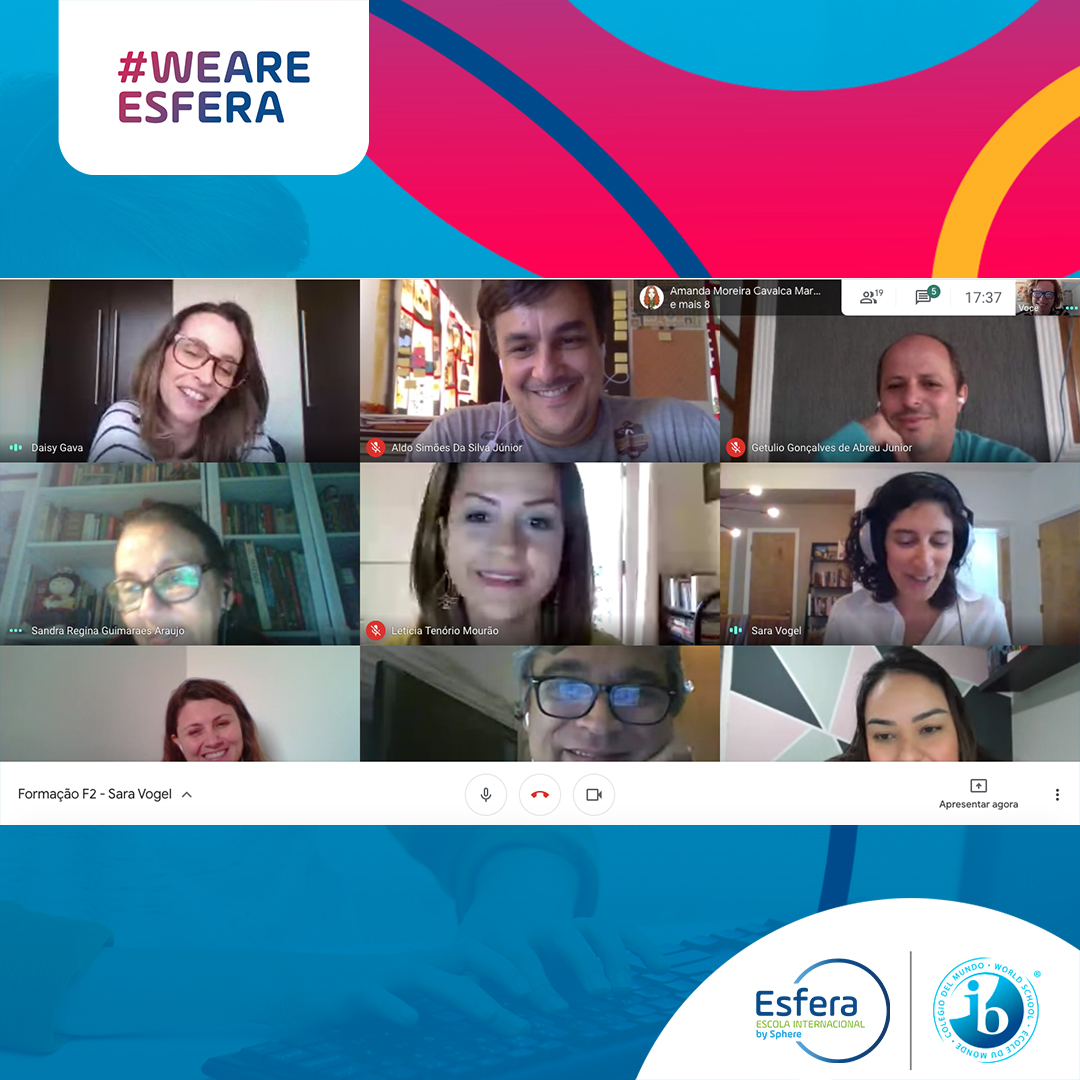 #WEARE
ESFERA
Amanda Moreira Cavalca Mar...
e mais 8
19
5
17:37
Você
Daisy Gava
Aldo Simões Da Silva Júnior
Getulio Gonçalves de Abreu Junior
Sandra Regina Guimaraes Araujo
Letícia Tenório Mourão
Sara Vogel
Formação F2 - Sara Vogel
Apresentar agora
Esfera
ESCOLA INTERNACIONAL
by Sphere
ib
COLEGIO DEL MUNDO · WORLD SCHOOL · ÉCOLE DU MONDE ·
®